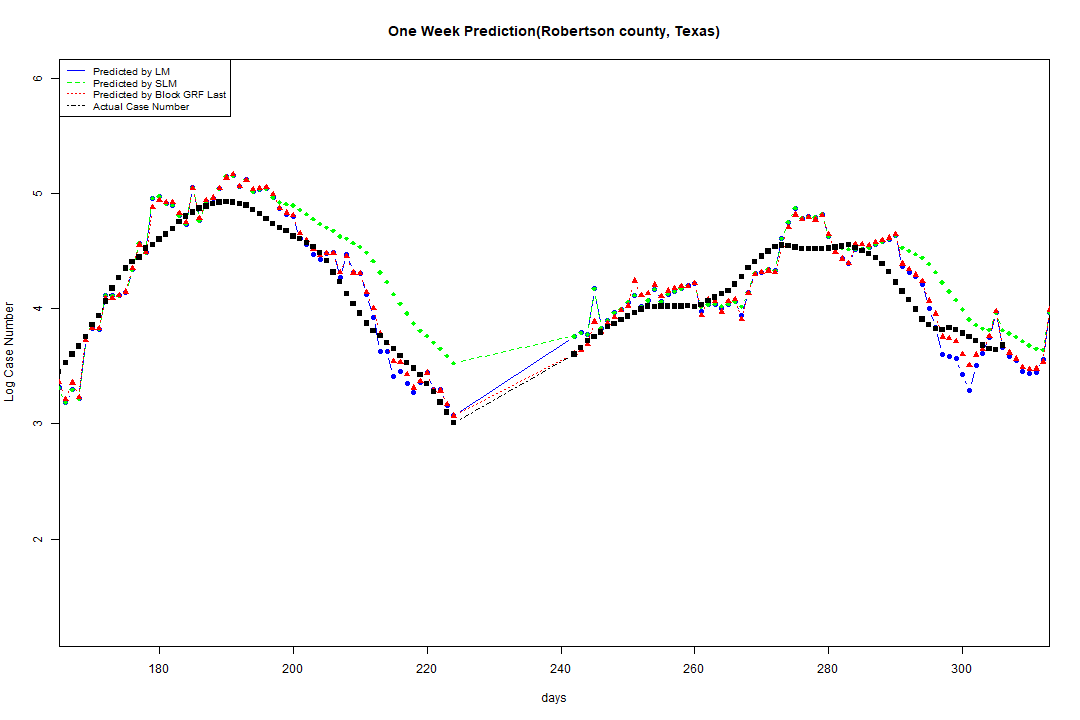 One Week Prediction(Robertson county, Texas)
Predicted by LM
Predicted by SLM
Predicted by Block GRF Last
Actual Case Number
6
5
4
3
2
Log Case Number
180 200 220 240 260 280 300
days